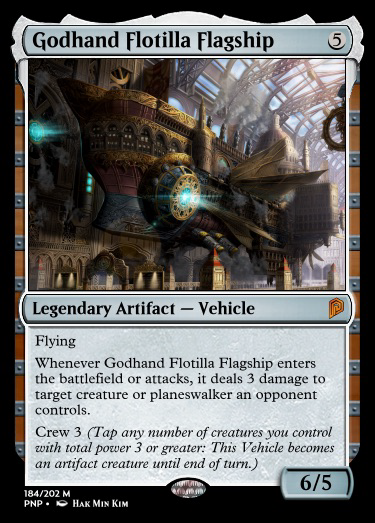 Godhand Flotilla Flagship 5
Legendary Artifact — Vehicle
Flying
Whenever Godhand Flotilla Flagship enters
the battlefield or attacks, it deals 3 damage to
target creature or planeswalker an opponent
controls.
Crew 3 (Tap any number of creatures you control
with total power 3 or greater: This Vehicle becomes
an artifact creature until end of turn.)
6/5
184/202 M
PNP • Hak Min Kim